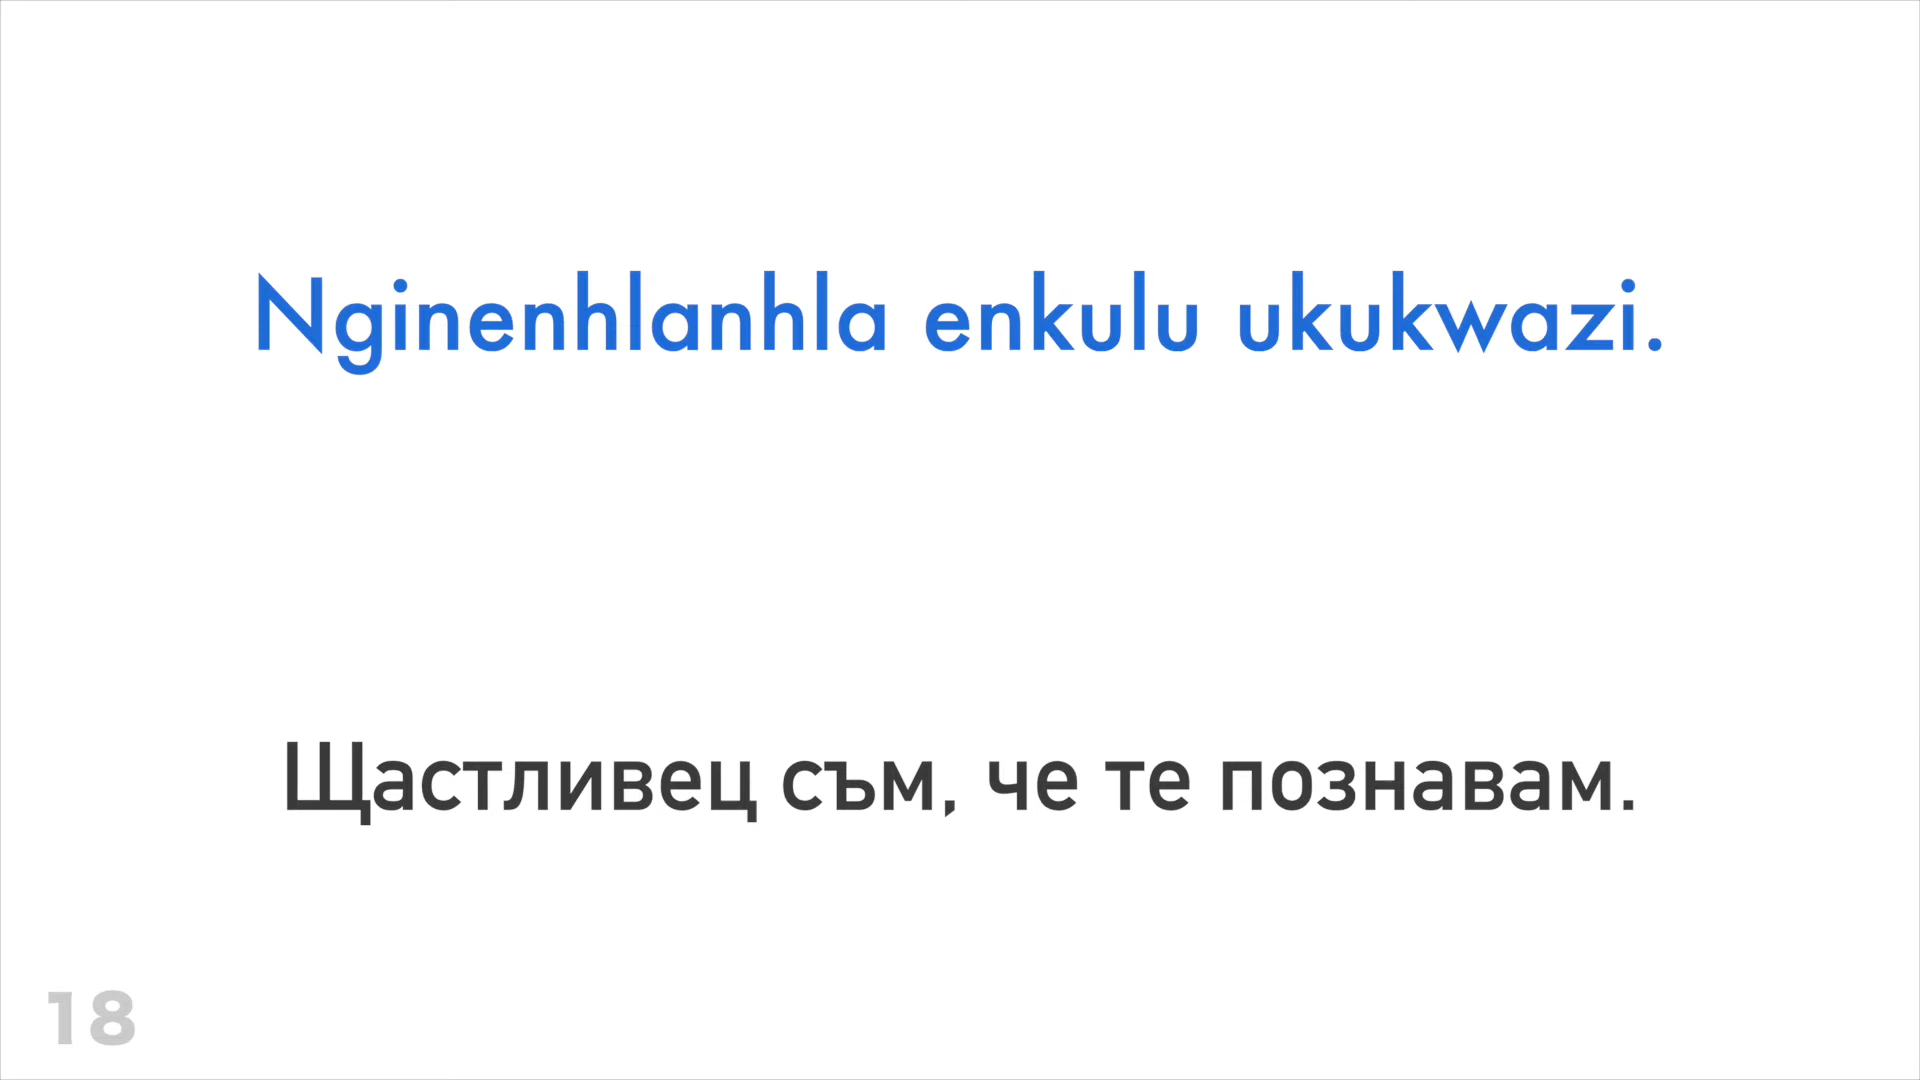 Nginenhlanhla enkulu ukukwazi.
Щастливец съм, че те познавам.
18